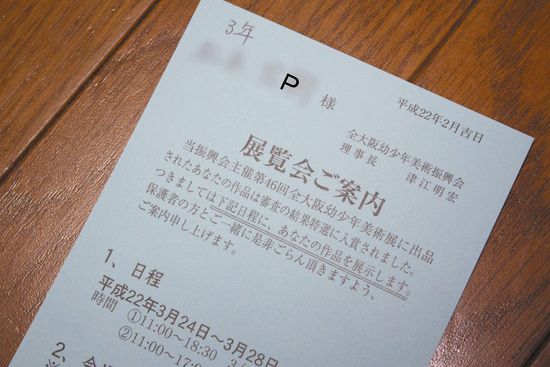 3年
P 様
平成22年2月吉日
全大阪幼少年美術振興会
理事長 津江明宏
展覧会ご案内
当振興会主催第46回全大阪幼少年美術展に出品
されたあなたの作品は審査の結果特選に入賞されました。
つきましては下記日程に、あなたの作品を展示します。
保護者の方とご一緒に是非ごらん頂きますよう、
ご案内申し上げます。
1、日程
平成22年3月24日〜3月28日
時間 ①11:00〜18:30 3/
②11:00〜17:
2、会